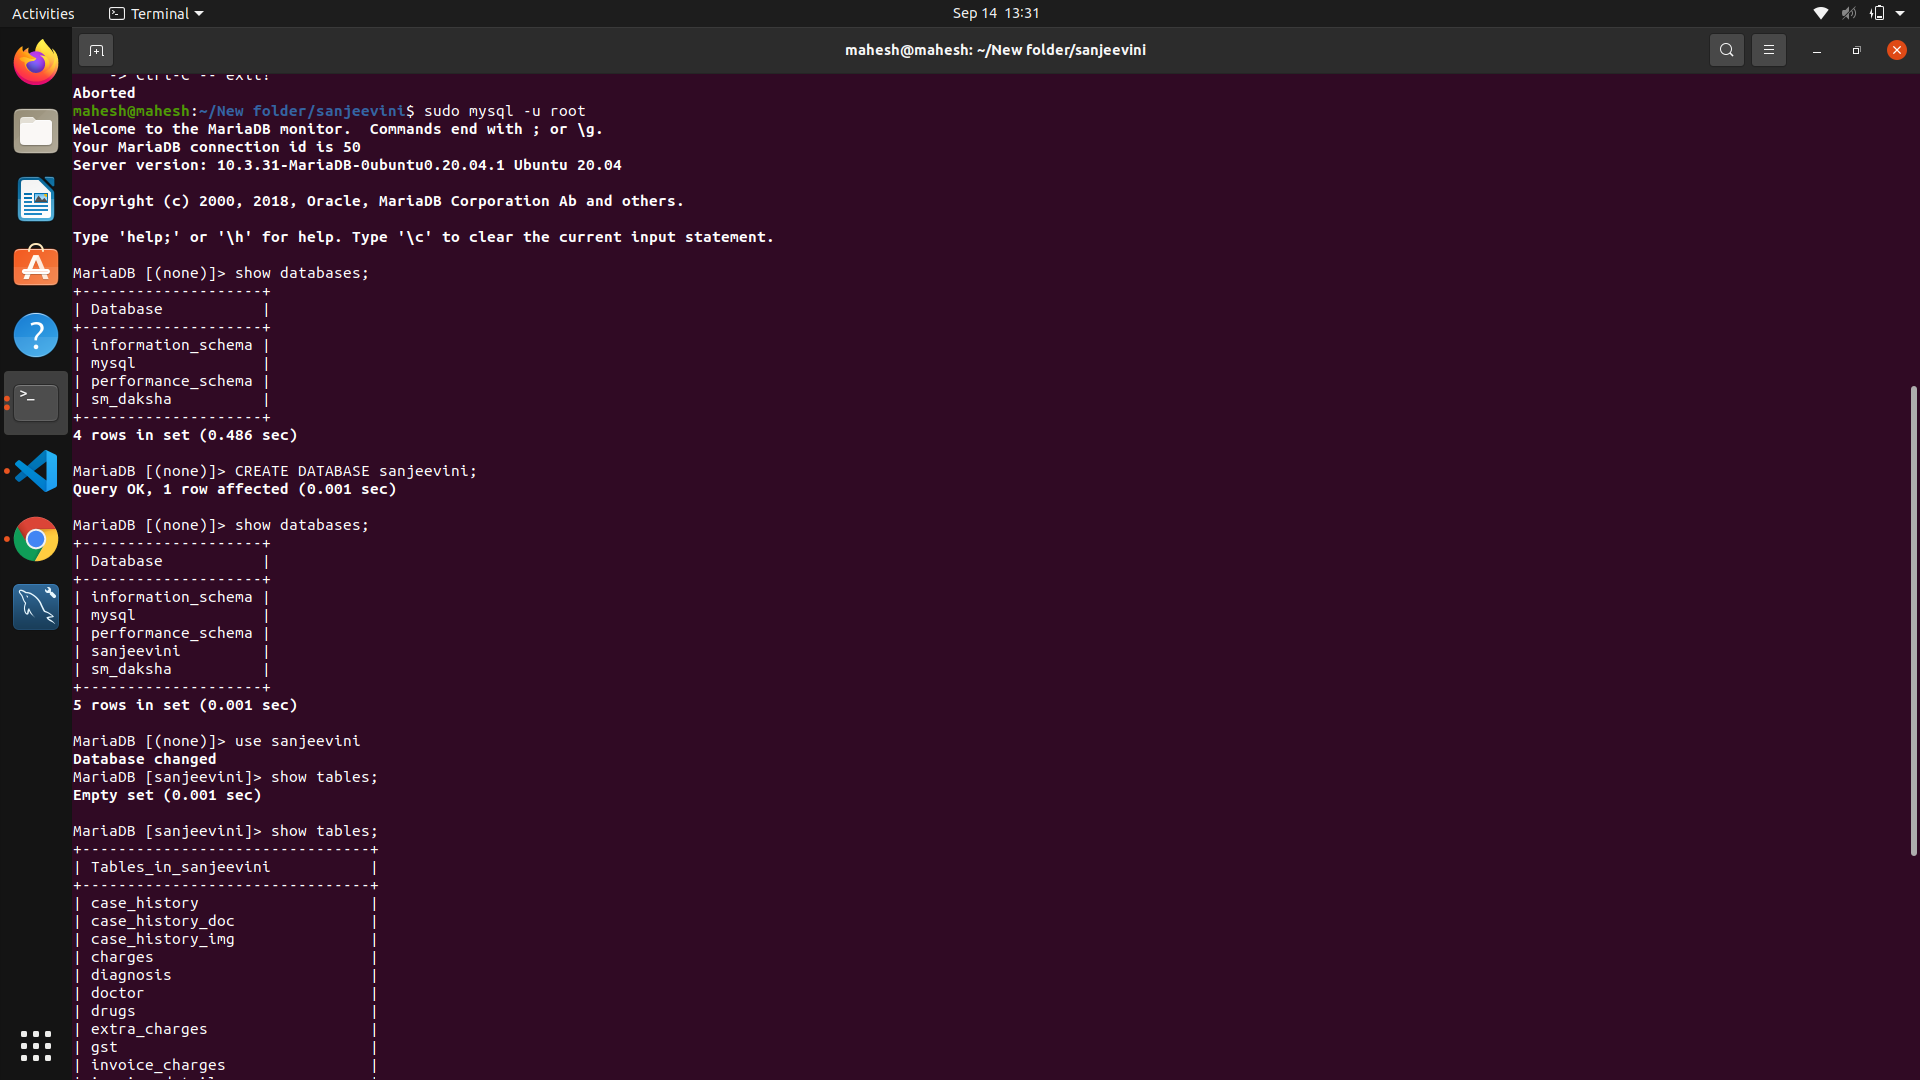 Activities
Terminal
Sep 14 13:31
mahesh@mahesh: ~/New folder/sanjeevini
-> Ctrl-C -- exit!
Aborted
mahesh@mahesh:~/New folder/sanjeevini$ sudo mysql -u root
Welcome to the MariaDB monitor.  Commands end with ; or \g.
Your MariaDB connection id is 50
Server version: 10.3.31-MariaDB-0ubuntu0.20.04.1 Ubuntu 20.04
Copyright (c) 2000, 2018, Oracle, MariaDB Corporation Ab and others.
Type 'help;' or '\h' for help. Type '\c' to clear the current input statement.
MariaDB [(none)]> show databases;
+--------------------+
| Database           |
+--------------------+
| information_schema |
| mysql              |
| performance_schema |
| sm_daksha          |
+--------------------+
4 rows in set (0.486 sec)
MariaDB [(none)]> CREATE DATABASE sanjeevini;
Query OK, 1 row affected (0.001 sec)
MariaDB [(none)]> show databases;
+--------------------+
| Database           |
+--------------------+
| information_schema |
| mysql              |
| performance_schema |
| sanjeevini         |
| sm_daksha          |
+--------------------+
5 rows in set (0.001 sec)
MariaDB [(none)]> use sanjeevini
Database changed
MariaDB [sanjeevini]> show tables;
Empty set (0.001 sec)
MariaDB [sanjeevini]> show tables;
+--------------------------------+
| Tables_in_sanjeevini           |
+--------------------------------+
| case_history                   |
| case_history_doc               |
| case_history_img               |
| charges                        |
| diagnosis                      |
| doctor                         |
| drugs                          |
| extra_charges                  |
| gst                            |
| invoice_charges                |